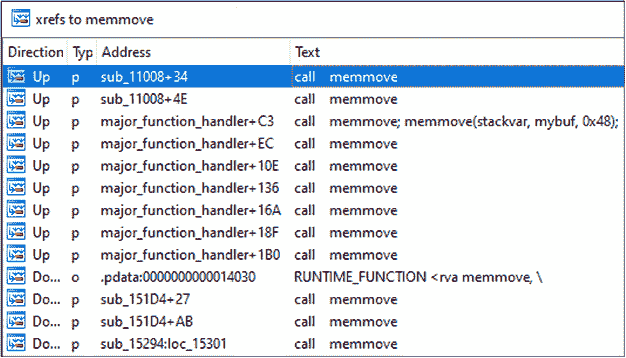 xrefs to memmove
Direction Typ Address Text
Up p sub_11008+34 call memmove
Up p sub_11008+4E call memmove
Up p major_function_handler+C3 call memmove; memmove(stackvar, mybuf, 0x48);
Up p major_function_handler+EC call memmove
Up p major_function_handler+10E call memmove
Up p major_function_handler+136 call memmove
Up p major_function_handler+16A call memmove
Up p major_function_handler+18F call memmove
Up p major_function_handler+1B0 call memmove
Do... o .pdata:0000000000014030 RUNTIME_FUNCTION <rva memmove, \
Do... p sub_151D4+27 call memmove
Do... p sub_151D4+AB call memmove
Do... p sub_15294:loc_15301 call memmove